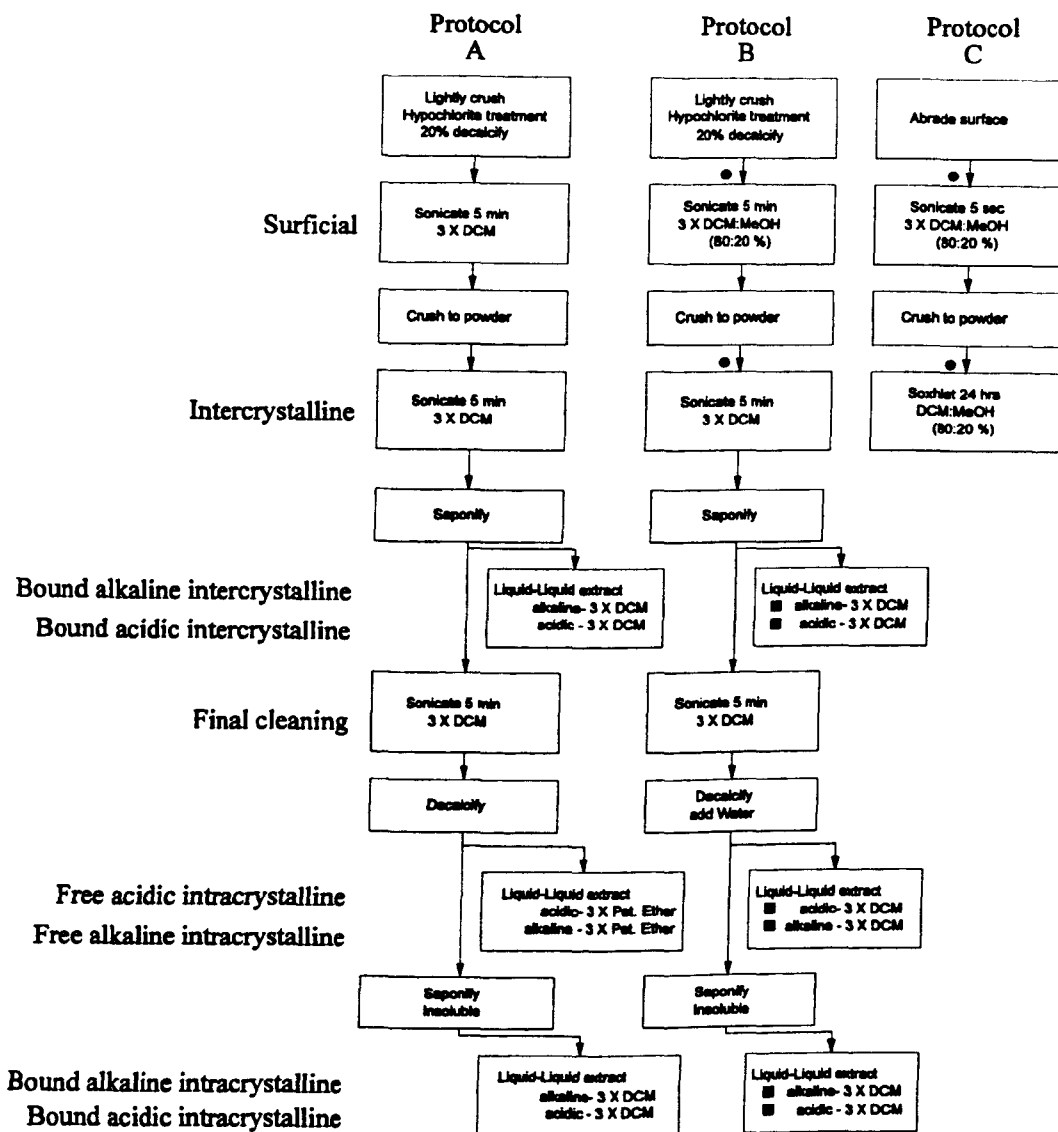 Protocol
A
Protocol
B
Protocol
C
Lightly crush
Hypochlorite treatment
20% decalcify
Lightly crush
Hypochlorite treatment
20% decalcify
Abrade surface
Surficial
Sonicate 5 min
3 X DCM
Sonicate 5 min
3 X DCM:MeOH
(80:20 %)
Sonicate 5 sec
3 X DCM:MeOH
(80:20 %)
Crush to powder
Crush to powder
Crush to powder
Intercrystalline
Sonicate 5 min
3 X DCM
Sonicate 5 min
3 X DCM
Soxhlet 24 hrs
DCM:MeOH
(80:20 %)
Saponify
Saponify
Bound alkaline intercrystalline
Bound acidic intercrystalline
Liquid-Liquid extract
alkaline- 3 X DCM
acidic - 3 X DCM
Liquid-Liquid extract
alkaline- 3 X DCM
acidic - 3 X DCM
Final cleaning
Sonicate 5 min
3 X DCM
Sonicate 5 min
3 X DCM
Decalcify
Decalcify
add Water
Free acidic intracrystalline
Free alkaline intracrystalline
Liquid-Liquid extract
acidic- 3 X Pet. Ether
alkaline - 3 X Pet. Ether
Liquid-Liquid extract
acidic- 3 X DCM
alkaline - 3 X DCM
Saponify
Insoluble
Saponify
Insoluble
Bound alkaline intracrystalline
Bound acidic intracrystalline
Liquid-Liquid extract
alkaline- 3 X DCM
acidic - 3 X DCM
Liquid-Liquid extract
alkaline- 3 X DCM
acidic - 3 X DCM